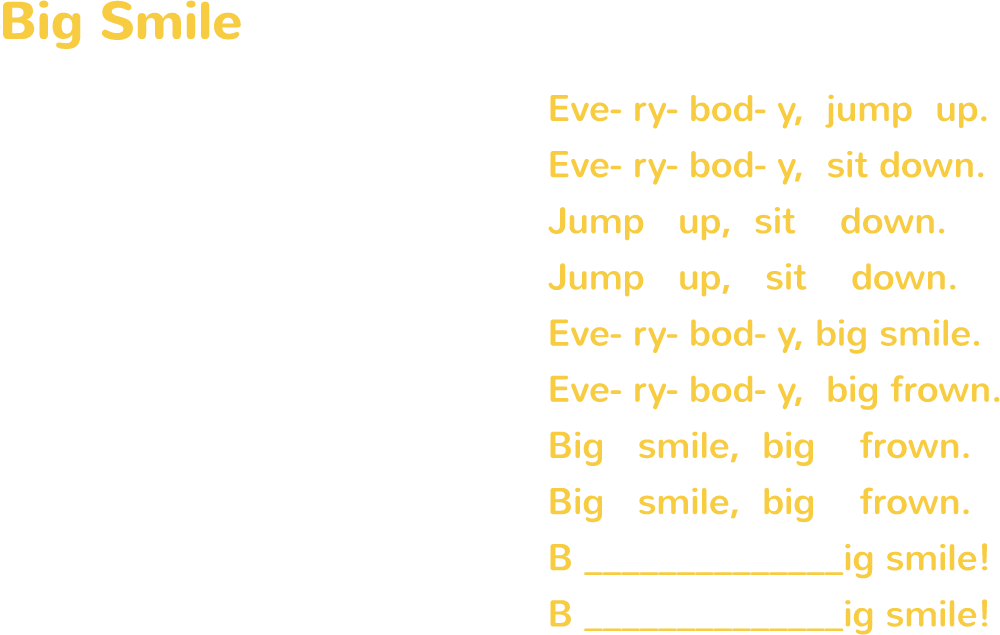 Big Smile
Eve- ry- bod- y,  jump  up.
Eve- ry- bod- y,  sit down.
Jump   up,  sit    down.
Jump   up,   sit    down.
Eve- ry- bod- y, big smile.
Eve- ry- bod- y,  big frown.
Big   smile,  big    frown.
Big   smile,  big    frown.
B ______________ig smile!
B ______________ig smile!